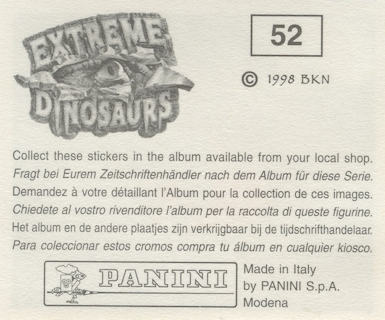 EXTREME
DINOSAURS
52
© 1998 BKN
Collect these stickers in the album available from your local shop.
Fragt bei Eurem Zeitschriftenhändler nach dem Album für diese Serie.
Demandez à votre détaillant l'Album pour la collection de ces images.
Chiedete al vostro rivenditore l'album per la raccolta di queste figurine.
Het album en de andere plaatjes zijn verkrijgbaar bij de tijdschrifthandelaar.
Para coleccionar estos cromos compra tu álbum en cualquier kiosco.
PANINI
Made in Italy
by PANINI S.p.A.
Modena